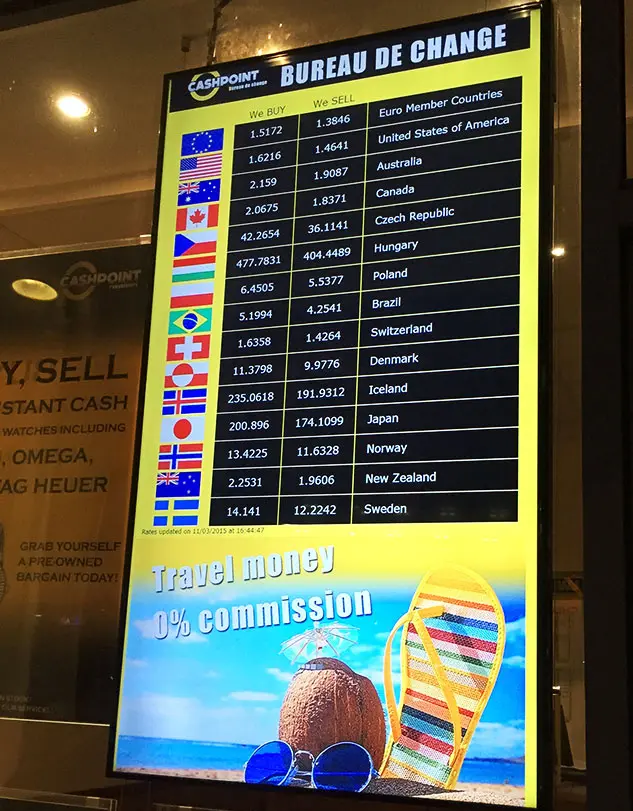 CASHPOINT
Bureau de change
BUREAU DE CHANGE
We BUY We SELL
1.5172 1.3846 Euro Member Countries
1.6216 1.4641 United States of America
2.159 1.9087 Australia
2.0675 1.8371 Canada
42.2654 36.1141 Czech Republic
477.7831 404.4489 Hungary
6.4505 5.5377 Poland
5.1994 4.2541 Brazil
1.6358 1.4264 Switzerland
11.3798 9.9776 Denmark
235.0618 191.9312 Iceland
200.896 174.1099 Japan
13.4225 11.6328 Norway
2.2531 1.9606 New Zealand
14.141 12.2242 Sweden
Rates updated on 11/03/2015 at 16:44:47
Travel money
0% commission
CASHPOINT
Y, SELL
STANT CASH
WATCHES INCLUDING
OMEGA,
TAG HEUER
GRAB YOURSELF
A PRE-OWNED
BARGAIN TODAY!